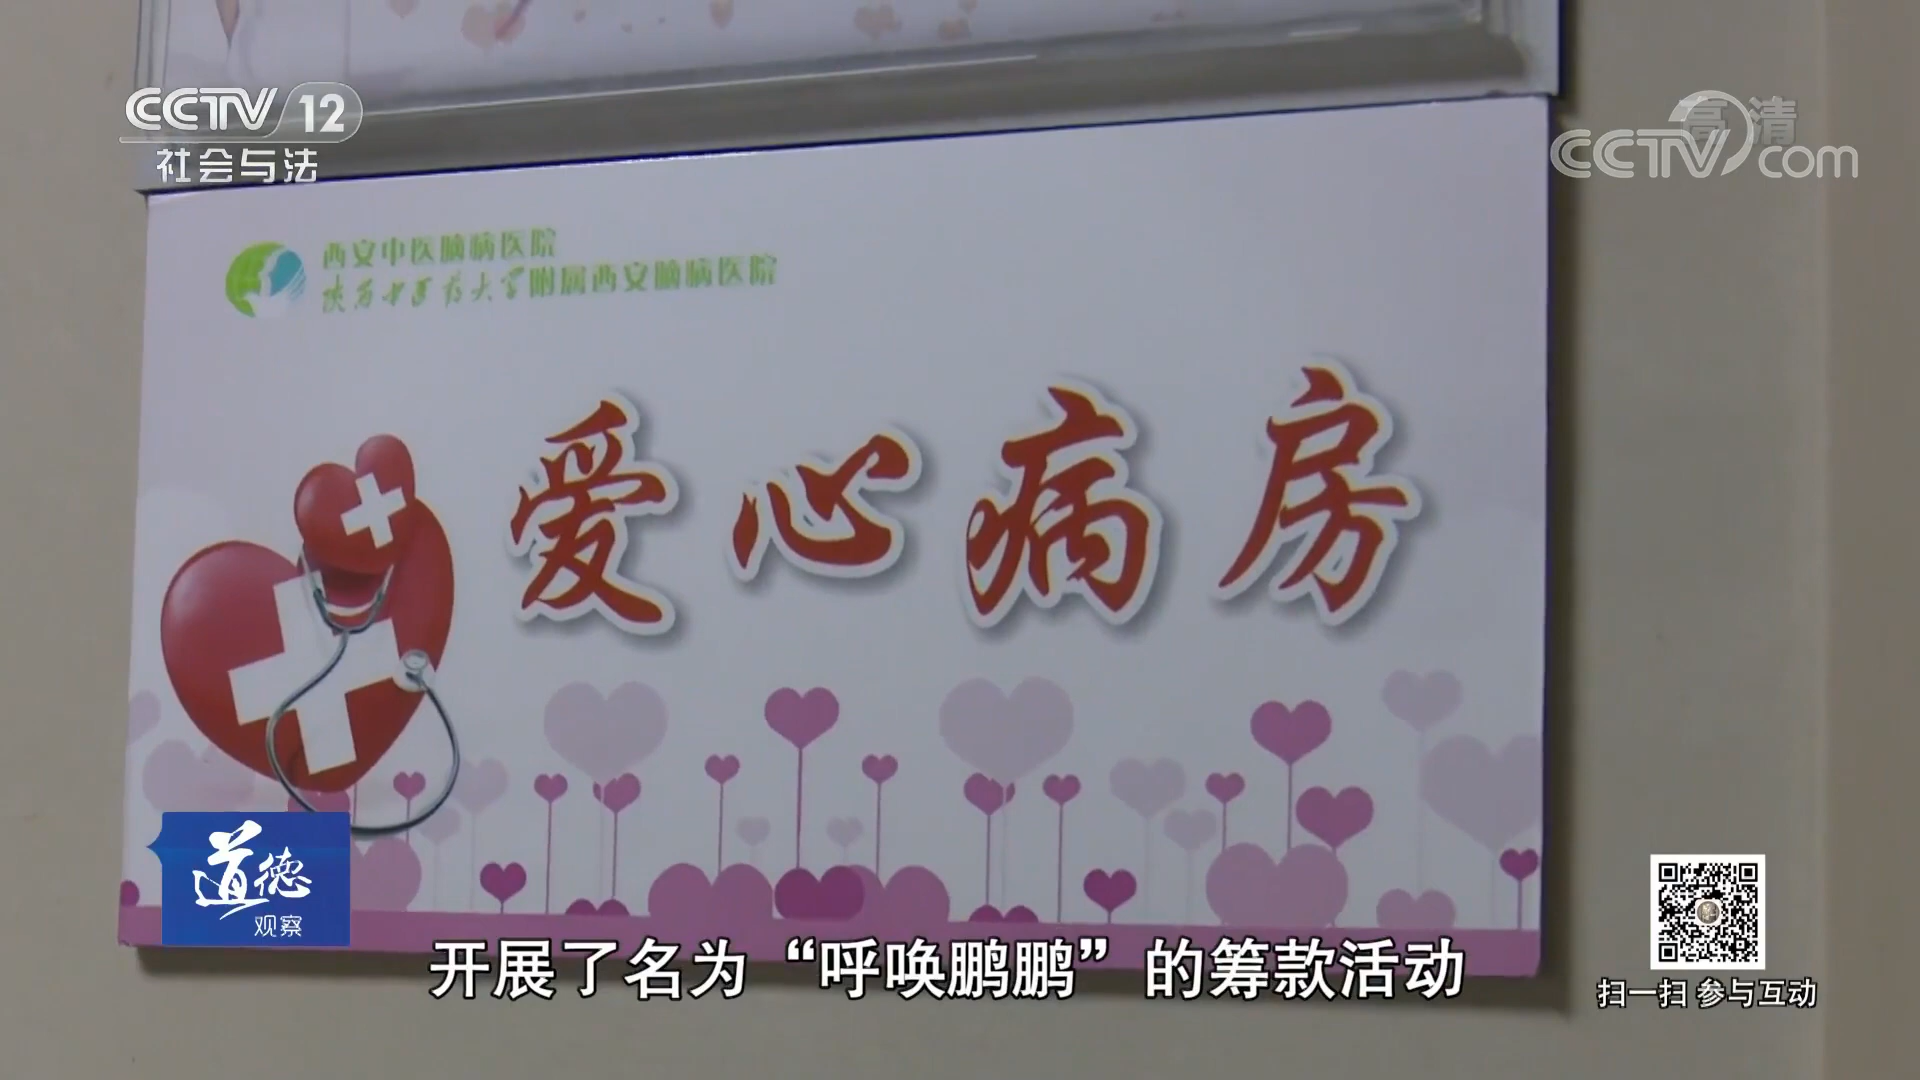 CCTV 12
社会与法
高清
CCTV.com
西安中医脑病医院
陕西中医药大学附属西安脑病医院
爱心病房
道德
观察
开展了名为“呼唤鹏鹏”的筹款活动
扫一扫 参与互动